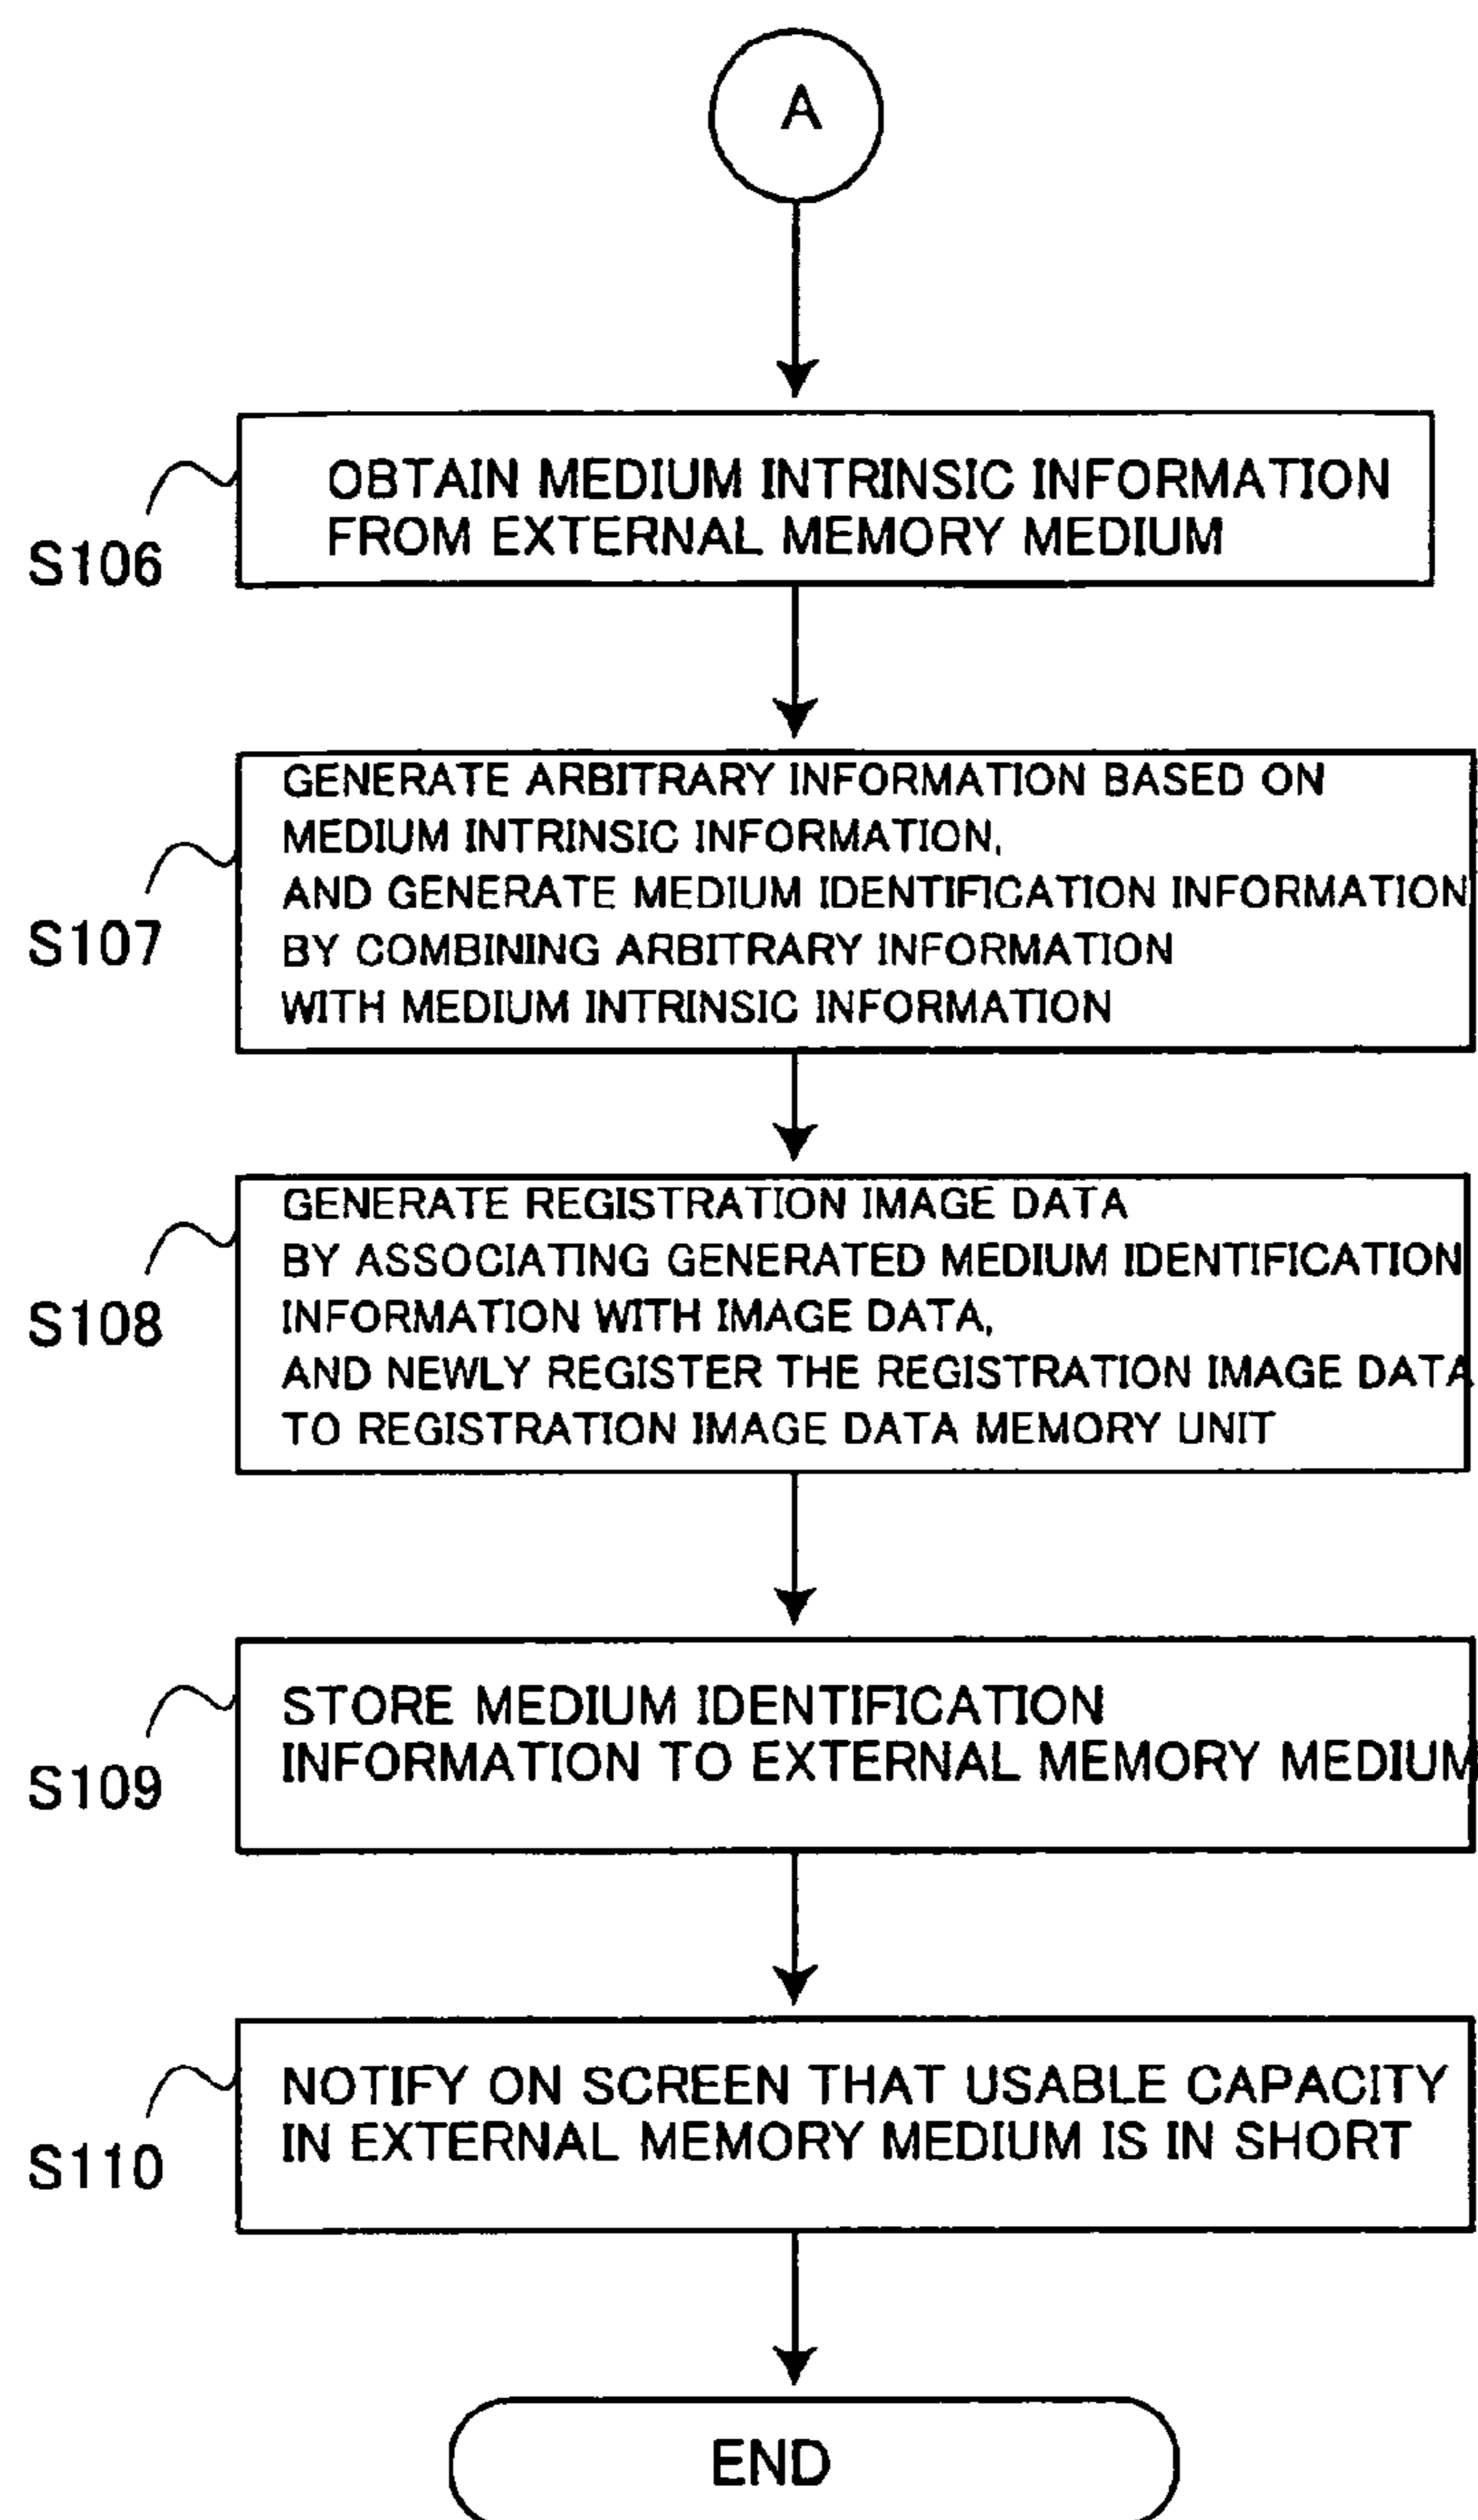 A
OBTAIN MEDIUM INTRINSIC INFORMATION
FROM EXTERNAL MEMORY MEDIUM
S106
GENERATE ARBITRARY INFORMATION BASED ON
MEDIUM INTRINSIC INFORMATION,
AND GENERATE MEDIUM IDENTIFICATION INFORMATION
BY COMBINING ARBITRARY INFORMATION
WITH MEDIUM INTRINSIC INFORMATION
S107
GENERATE REGISTRATION IMAGE DATA
BY ASSOCIATING GENERATED MEDIUM IDENTIFICATION
INFORMATION WITH IMAGE DATA,
AND NEWLY REGISTER THE REGISTRATION IMAGE DATA
TO REGISTRATION IMAGE DATA MEMORY UNIT
S108
STORE MEDIUM IDENTIFICATION
INFORMATION TO EXTERNAL MEMORY MEDIUM
S109
NOTIFY ON SCREEN THAT USABLE CAPACITY
IN EXTERNAL MEMORY MEDIUM IS IN SHORT
S110
END